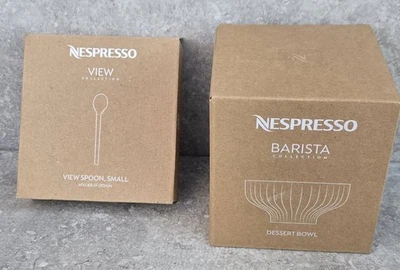 NESPRESSO
VIEW
COLLECTION
VIEW SPOON, SMALL
NESPRESSO
BARISTA
COLLECTION
DESSERT BOWL